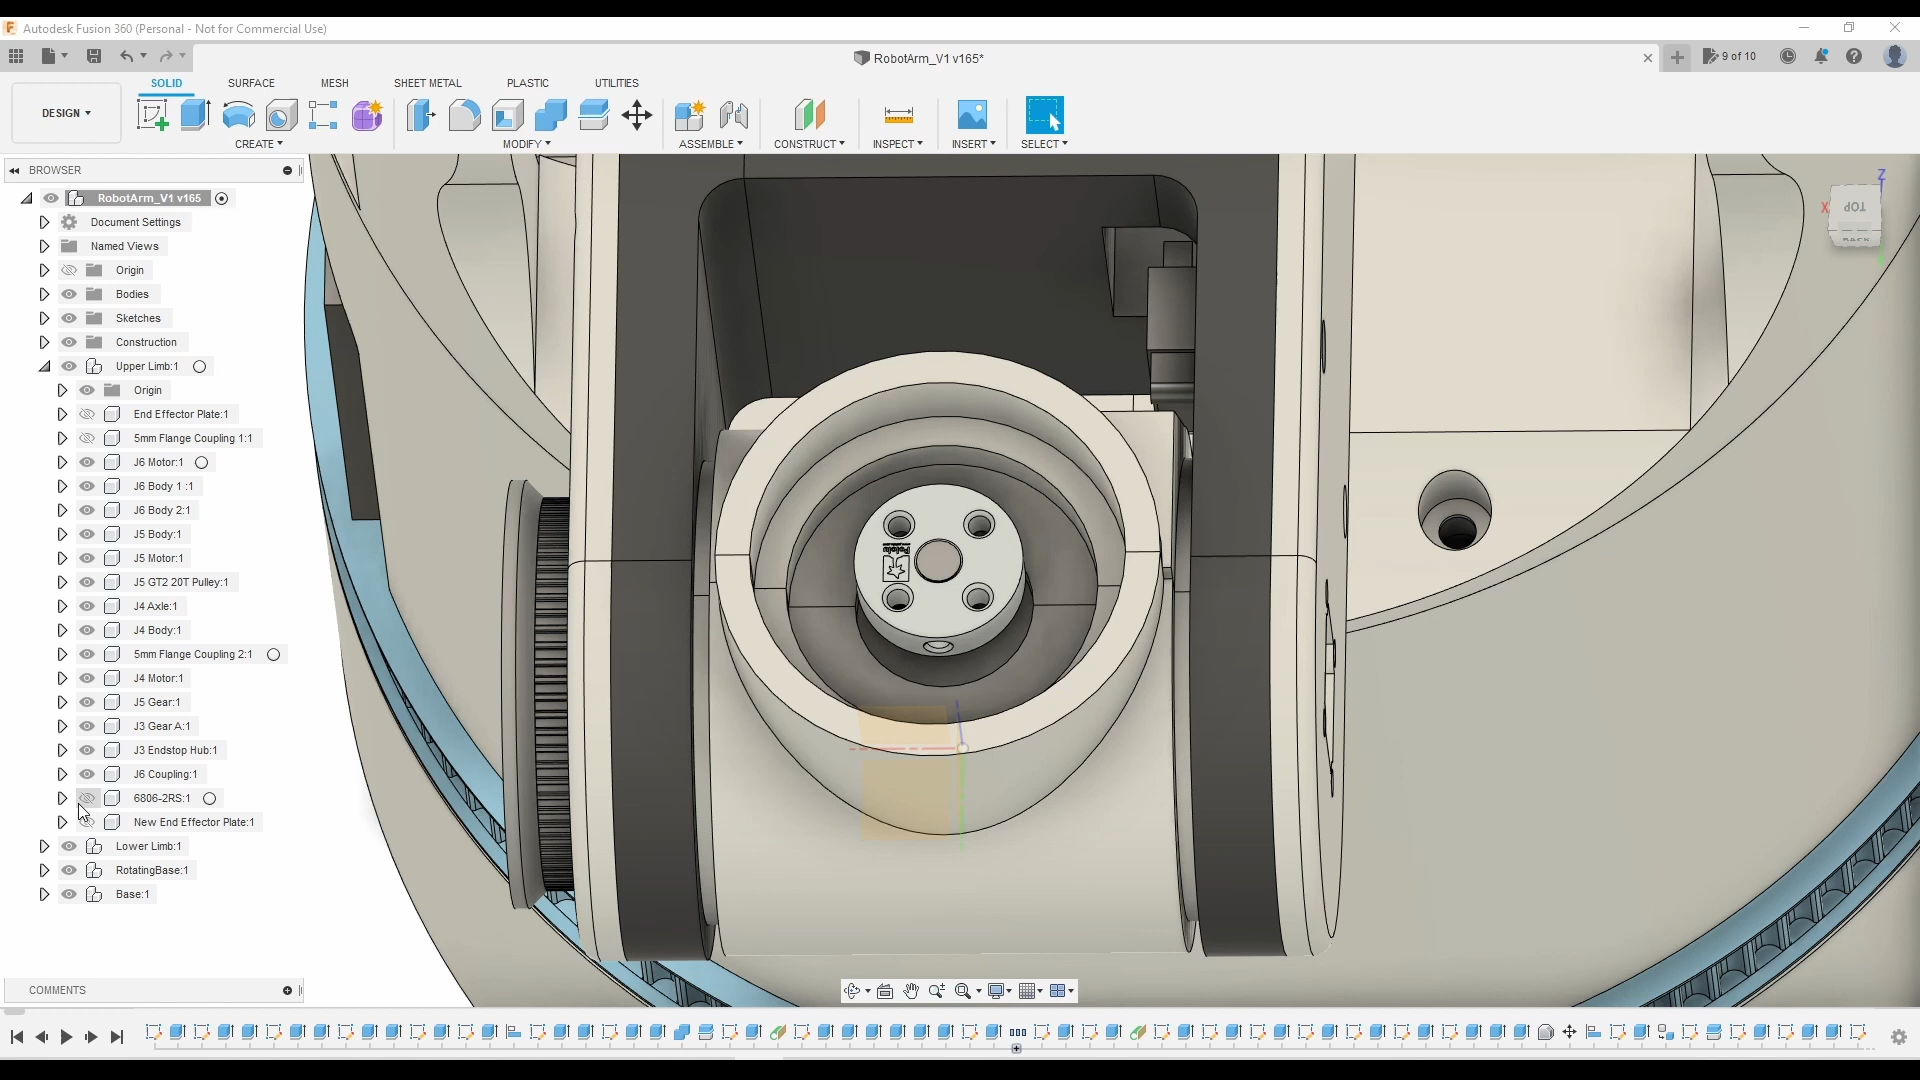 Autodesk Fusion 360 (Personal - Not for Commercial Use)
RobotArm_V1 v165*
9 of 10
DESIGN
SOLID SURFACE MESH SHEET METAL PLASTIC UTILITIES
CREATE MODIFY ASSEMBLE CONSTRUCT INSPECT INSERT SELECT
BROWSER
RobotArm_V1 v165
Document Settings
Named Views
Origin
Bodies
Sketches
Construction
Upper Limb:1
Origin
End Effector Plate:1
5mm Flange Coupling 1:1
J6 Motor:1
J6 Body 1 :1
J6 Body 2:1
J5 Body:1
J5 Motor:1
J5 GT2 20T Pulley:1
J4 Axle:1
J4 Body:1
5mm Flange Coupling 2:1
J4 Motor:1
J5 Gear:1
J3 Gear A:1
J3 Endstop Hub:1
J6 Coupling:1
6806-2RS:1
New End Effector Plate:1
Lower Limb:1
RotatingBase:1
Base:1
COMMENTS
Z
X
TOP
BACK
Pololu